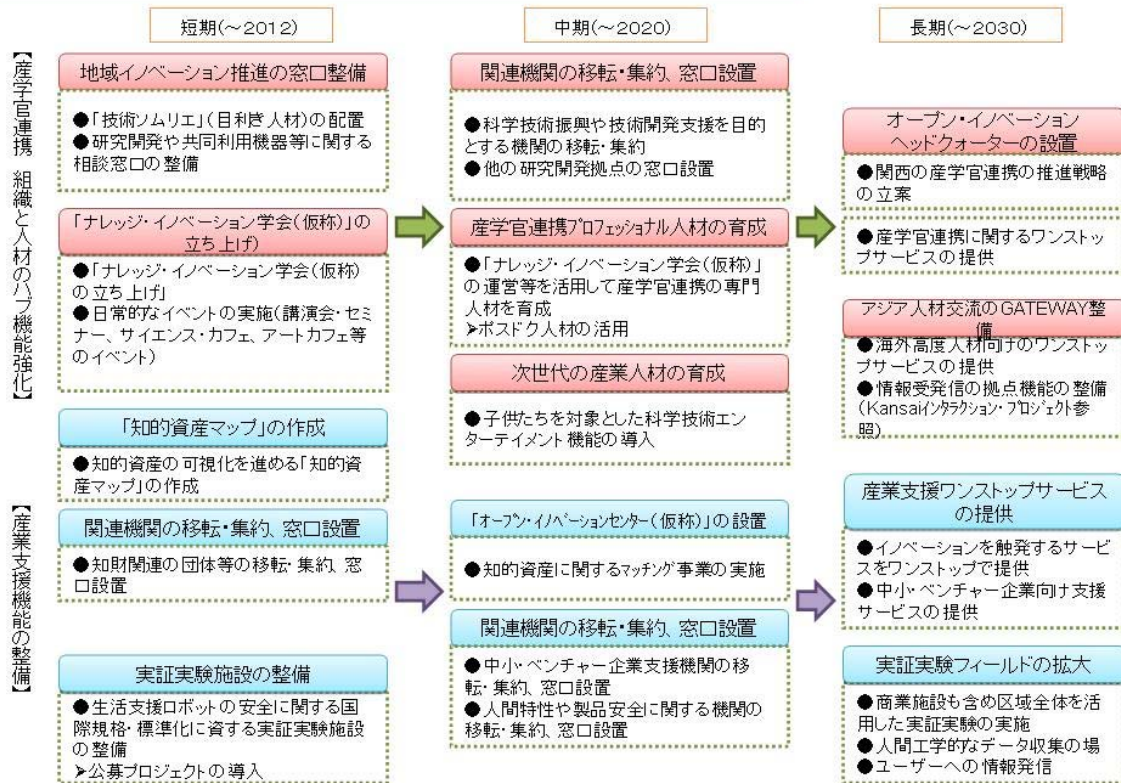 短期(～2012)
中期(～2020)
長期(～2030)
【産学官連携 組織と人材のハブ機能強化】
地域イノベーション推進の窓口整備
●「技術ソムリエ」(目利き人材)の配置
●研究開発や共同利用機器等に関する
相談窓口の整備
「ナレッジ・イノベーション学会(仮称)」の
立ち上げ)
●「ナレッジ・イノベーション学会(仮称)
の立ち上げ」
●日常的なイベントの実施(講演会・セミ
ナー、サイエンス・カフェ、アートカフェ等
のイベント)
関連機関の移転・集約、窓口設置
●科学技術振興や技術開発支援を目的
とする機関の移転・集約
●他の研究開発拠点の窓口設置
産学官連携プロフェッショナル人材の育成
●「ナレッジ・イノベーション学会(仮称)」
の運営等を活用して産学官連携の専門
人材を育成
➢ポスドク人材の活用
次世代の産業人材の育成
●子供たちを対象とした科学技術エン
ターテイメント機能の導入
オープン・イノベーション
ヘッドクォーターの設置
●関西の産学官連携の推進戦略
の立案
●産学官連携に関するワンストッ
プサービスの提供
アジア人材交流のGATEWAY整
備
●海外高度人材向けのワンストッ
プサービスの提供
●情報受発信の拠点機能の整備
(Kansaiインタラクション・プロジェクト参
照)
【産業支援機能の整備】
「知的資産マップ」の作成
●知的資産の可視化を進める「知的資
産マップ」の作成
関連機関の移転・集約、窓口設置
●知財関連の団体等の移転・集約、窓
口設置
実証実験施設の整備
●生活支援ロボットの安全に関する国
際規格・標準化に資する実証実験施設
の整備
➢公募プロジェクトの導入
「オープン・イノベーションセンター(仮称)」の設置
●知的資産に関するマッチング事業の実施
関連機関の移転・集約、窓口設置
●中小・ベンチャー企業支援機関の移
転・集約、窓口設置
●人間特性や製品安全に関する機関の
移転・集約、窓口設置
産業支援ワンストップサービス
の提供
●イノベーションを触発するサービ
スをワンストップで提供
●中小・ベンチャー企業向け支援
サービスの提供
実証実験フィールドの拡大
●商業施設も含め区域全体を活
用した実証実験の実施
●人間工学的なデータ収集の場
●ユーザーへの情報発信